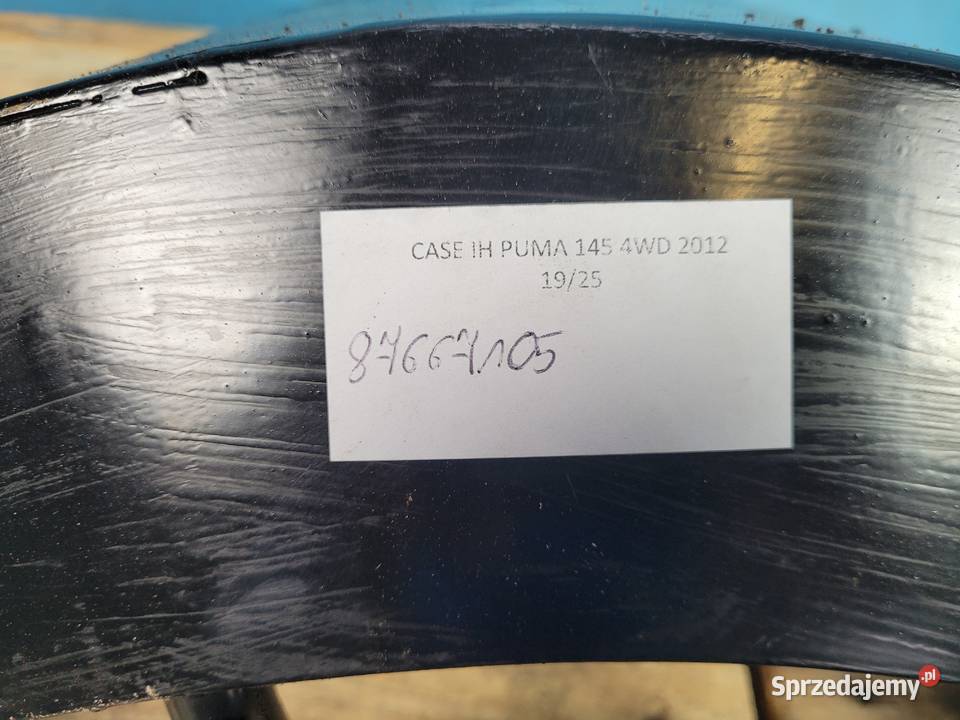 CASE IH PUMA 145 4WD 2012
19/25
87667105
Sprzedajemy.pl